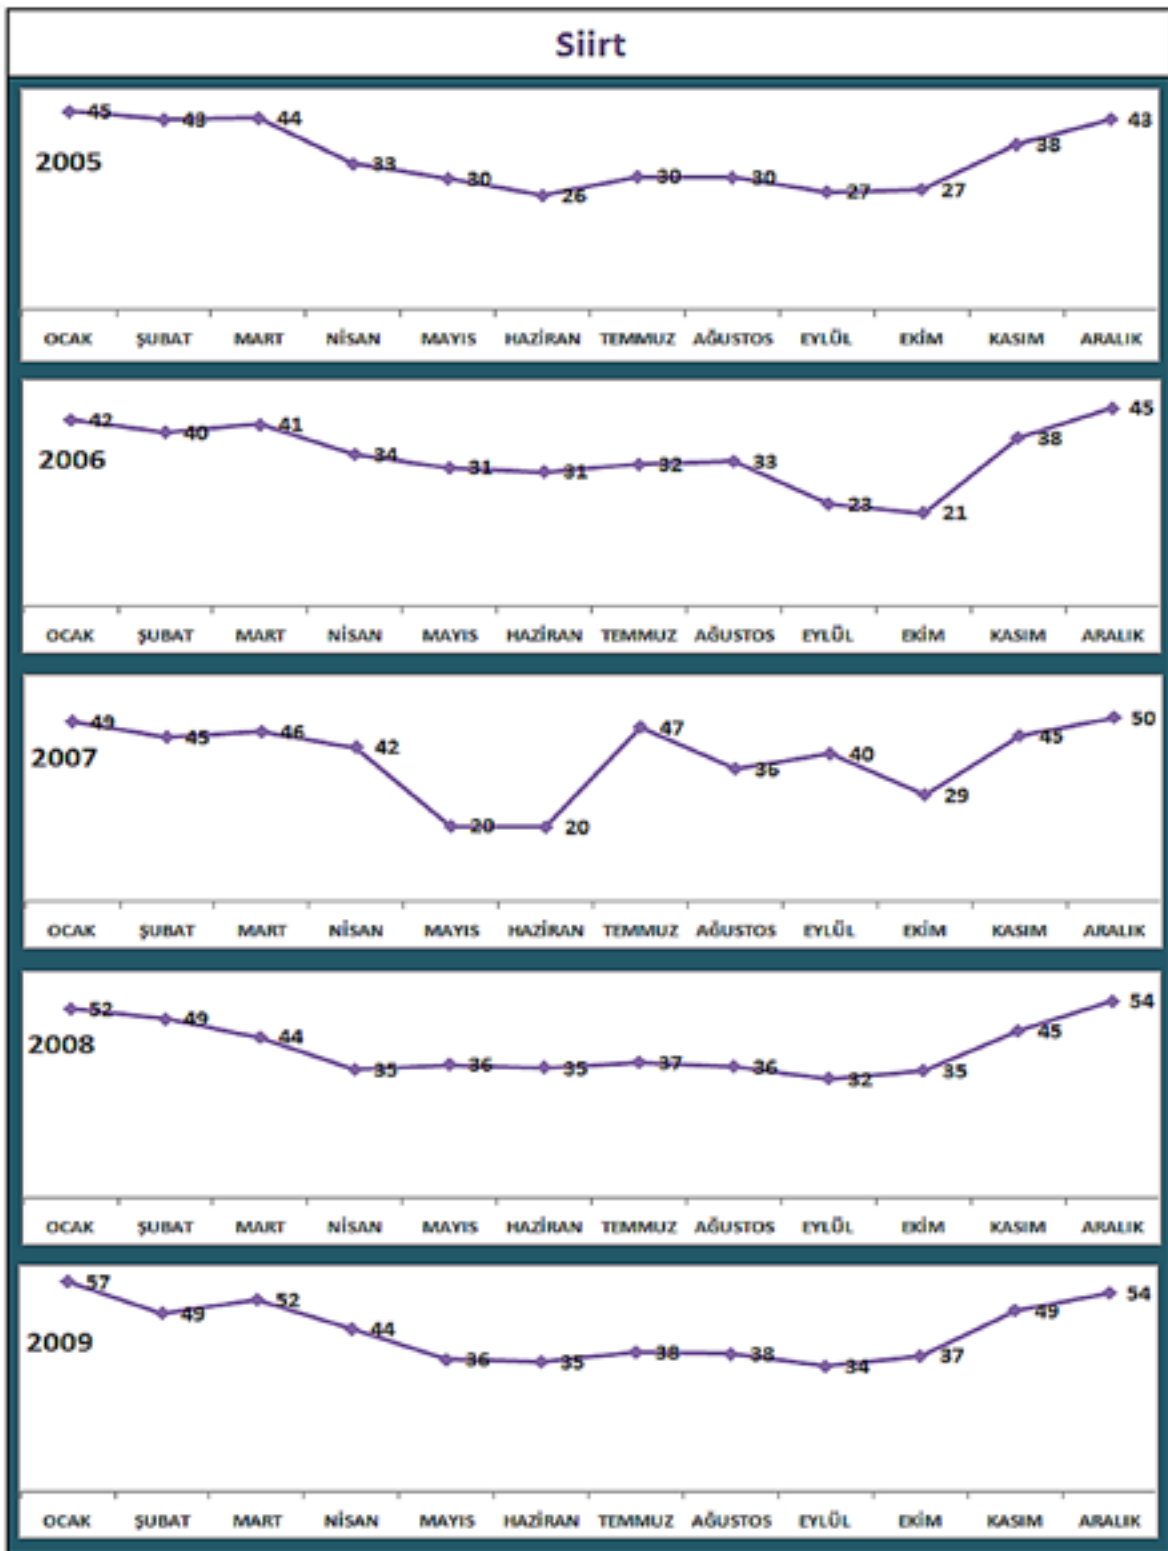 Siirt
2005
45 43 44 33 30 26 30 30 27 27 38 43
OCAK ŞUBAT MART NİSAN MAYIS HAZİRAN TEMMUZ AĞUSTOS EYLÜL EKİM KASIM ARALIK
2006
42 40 41 34 31 31 32 33 23 21 38 45
OCAK ŞUBAT MART NİSAN MAYIS HAZİRAN TEMMUZ AĞUSTOS EYLÜL EKİM KASIM ARALIK
2007
49 45 46 42 20 20 47 36 40 29 45 50
OCAK ŞUBAT MART NİSAN MAYIS HAZİRAN TEMMUZ AĞUSTOS EYLÜL EKİM KASIM ARALIK
2008
52 49 44 35 36 35 37 36 32 35 45 54
OCAK ŞUBAT MART NİSAN MAYIS HAZİRAN TEMMUZ AĞUSTOS EYLÜL EKİM KASIM ARALIK
2009
57 49 52 44 36 35 38 38 34 37 49 54
OCAK ŞUBAT MART NİSAN MAYIS HAZİRAN TEMMUZ AĞUSTOS EYLÜL EKİM KASIM ARALIK